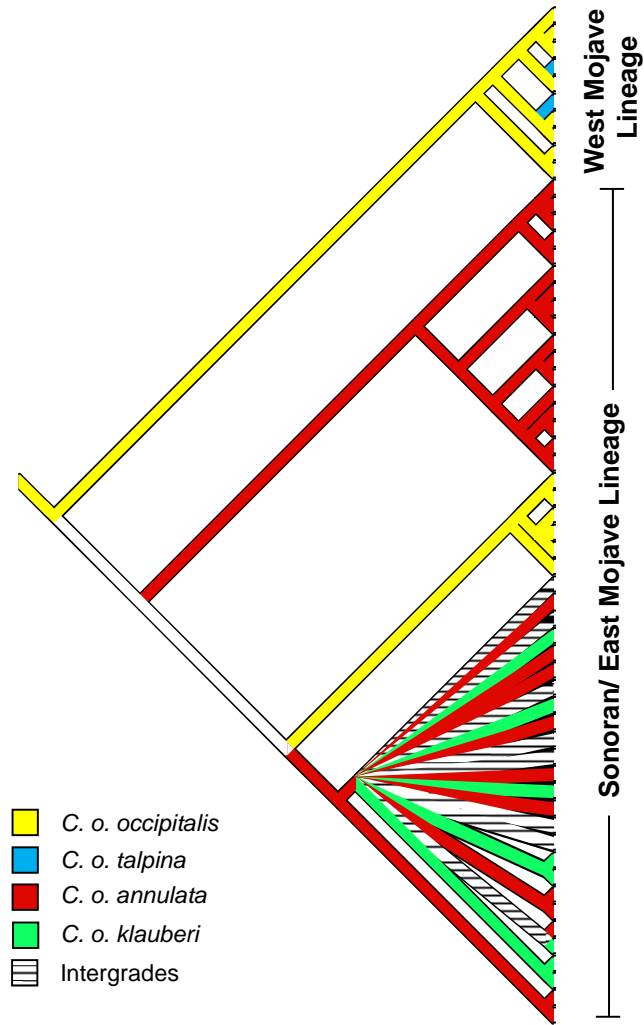 West Mojave
Lineage
Sonoran/ East Mojave Lineage
C. o. occipitalis
C. o. talpina
C. o. annulata
C. o. klauberi
Intergrades